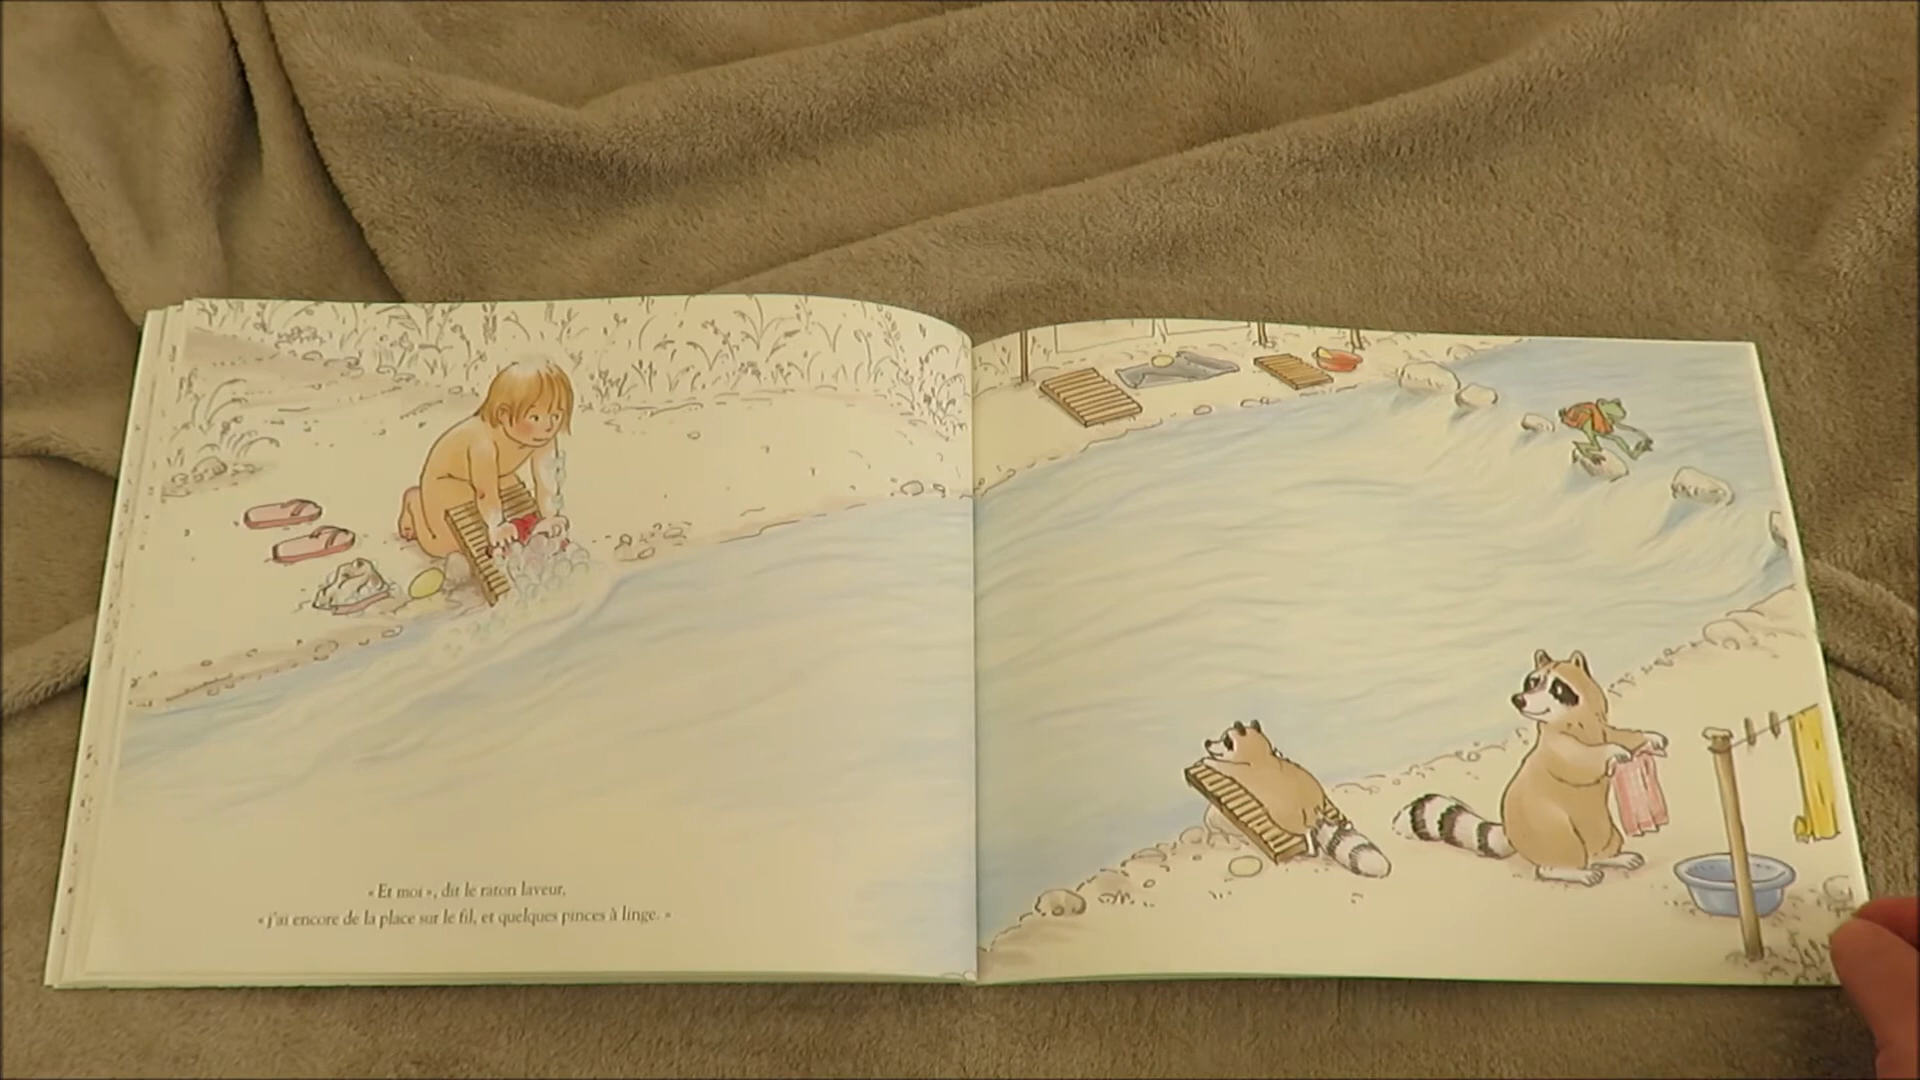 « Et moi », dit le raton laveur,
« j'ai encore de la place sur le fil, et quelques pinces à linge. »